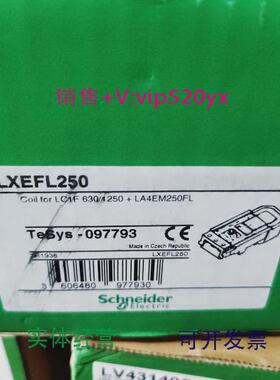 销售+V:vip520yx
LXEFL250
Coil for LC1F 630/1250 + LA4EM250FL
TeSys - 097793
CE
Made in Czech Republic
LXEFL250
3 606480 977930
Schneider
Electric
实体经营 可开发票